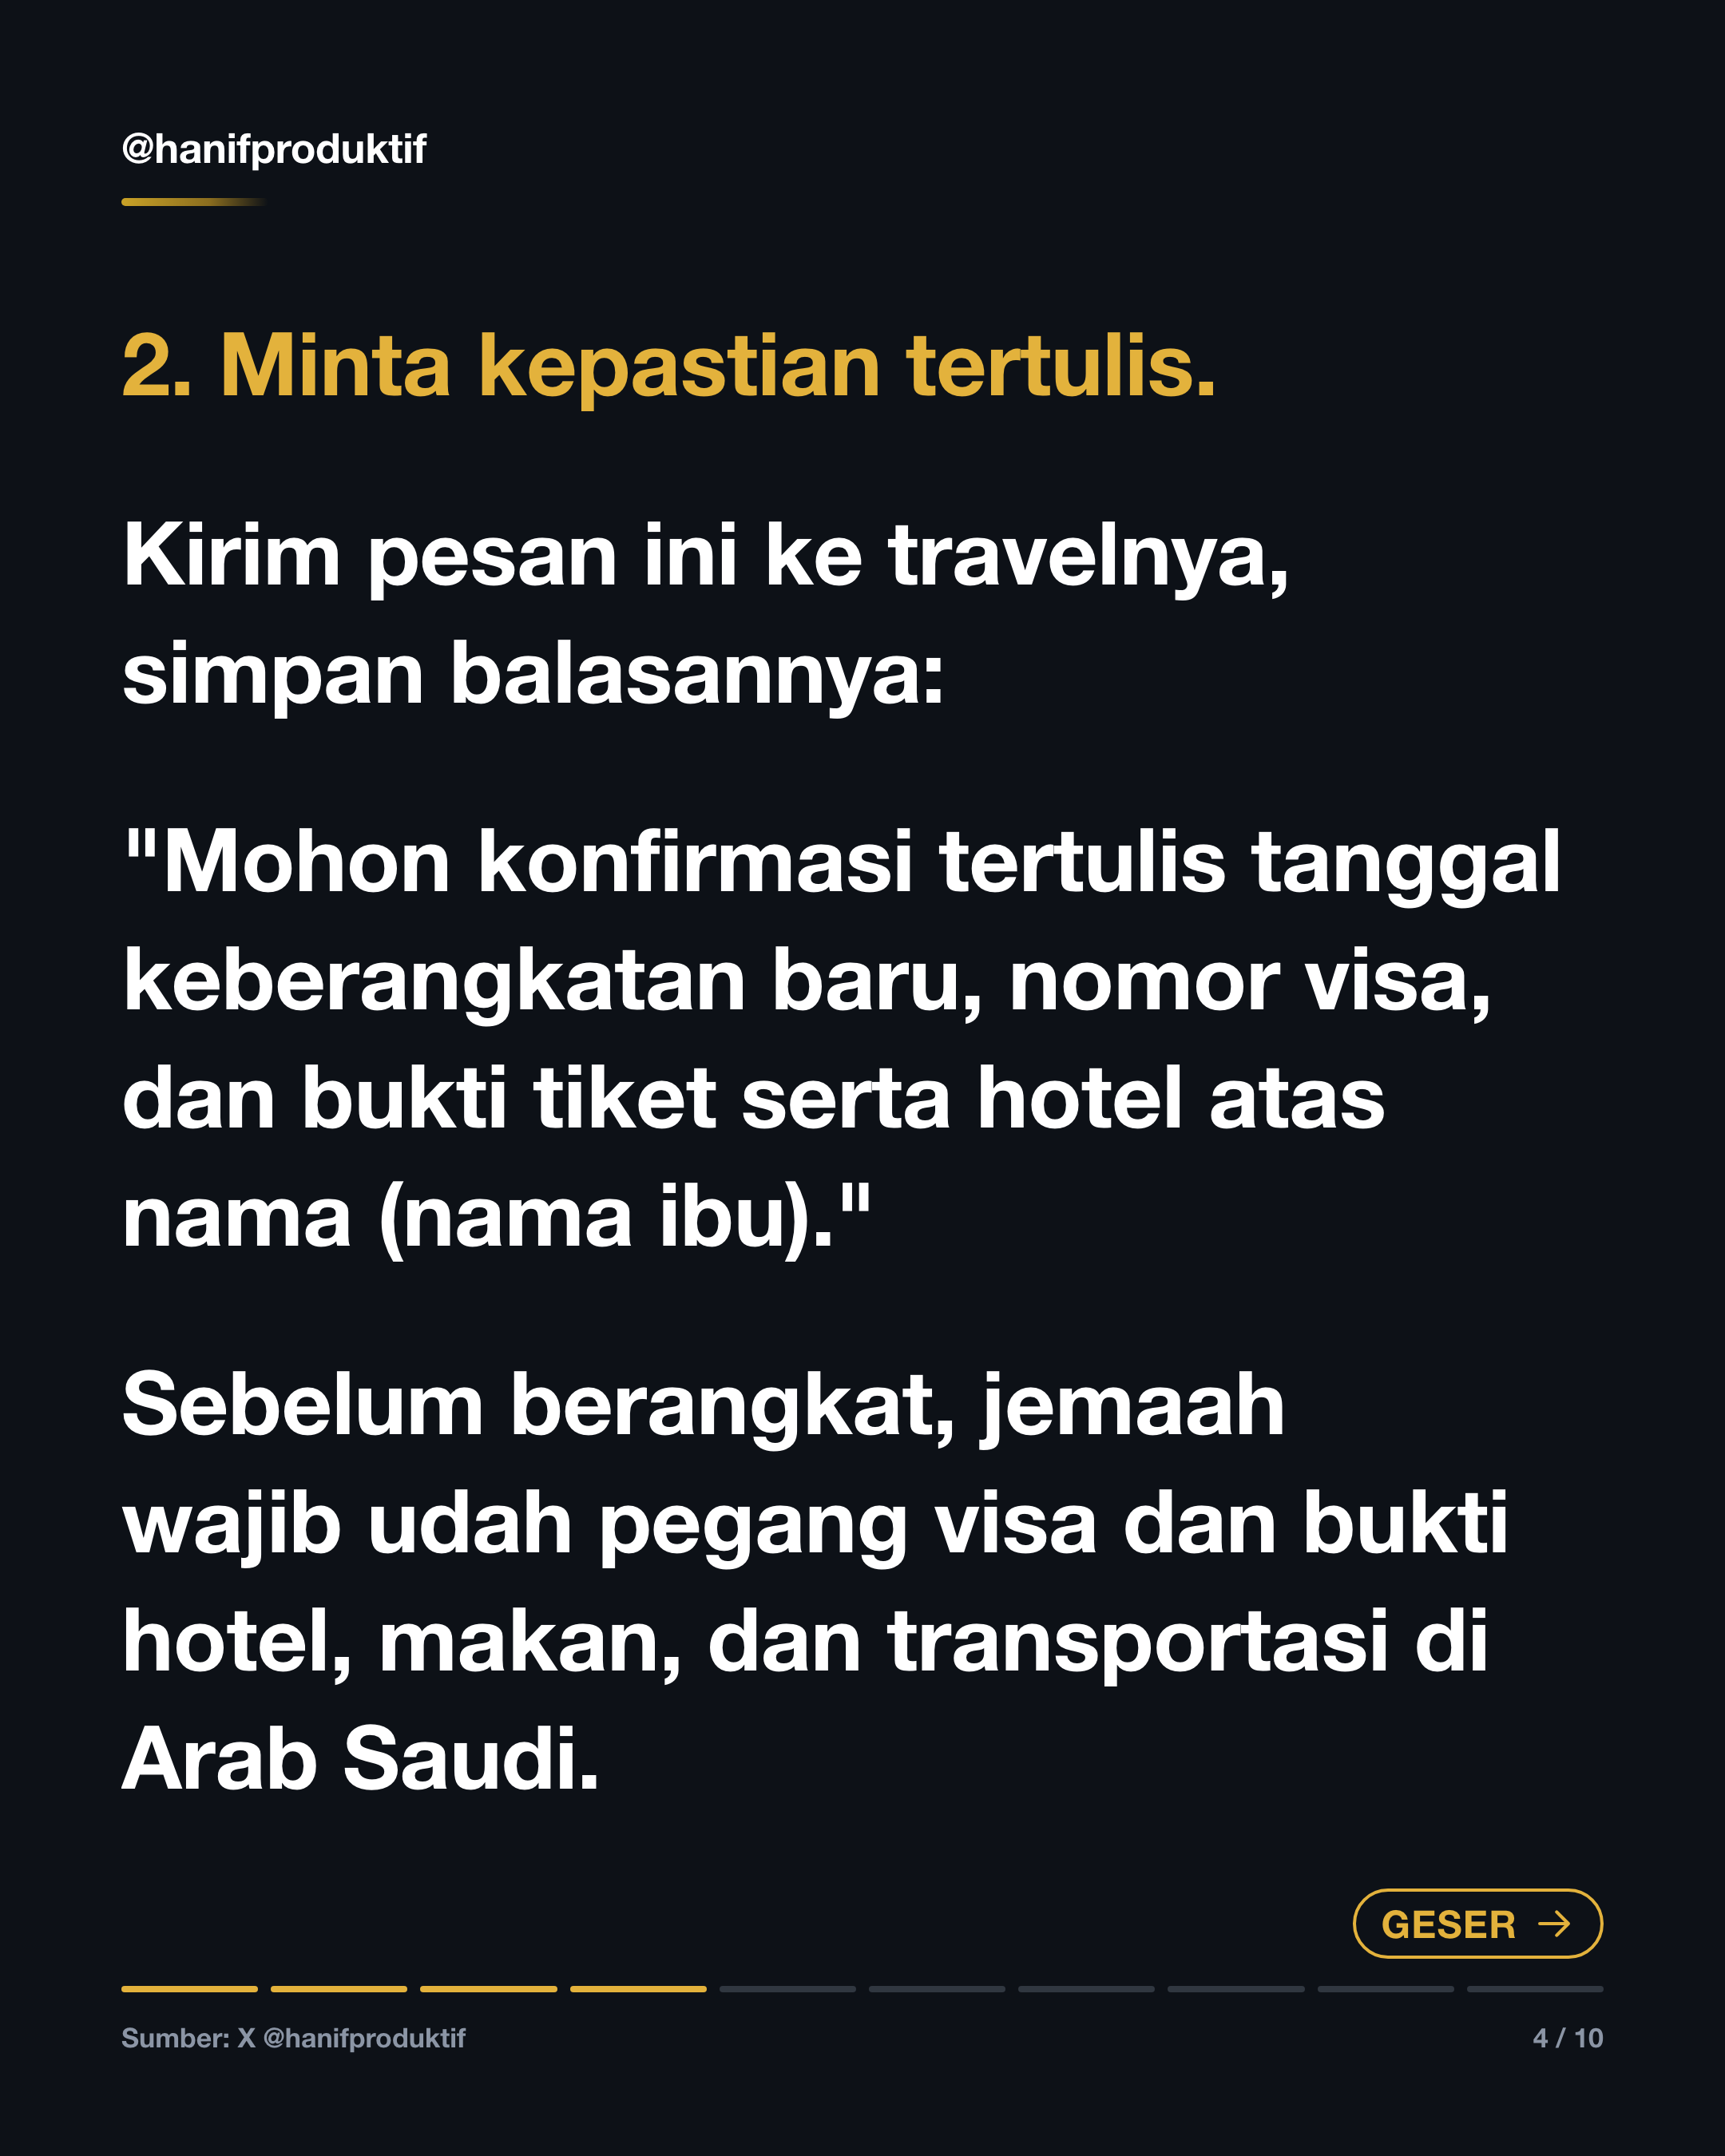 @hanifproduktif
2. Minta kepastian tertulis.
Kirim pesan ini ke travelnya,
simpan balasannya:
"Mohon konfirmasi tertulis tanggal
keberangkatan baru, nomor visa,
dan bukti tiket serta hotel atas
nama (nama ibu)."
Sebelum berangkat, jemaah
wajib udah pegang visa dan bukti
hotel, makan, dan transportasi di
Arab Saudi.
GESER →
Sumber: X @hanifproduktif
4 / 10